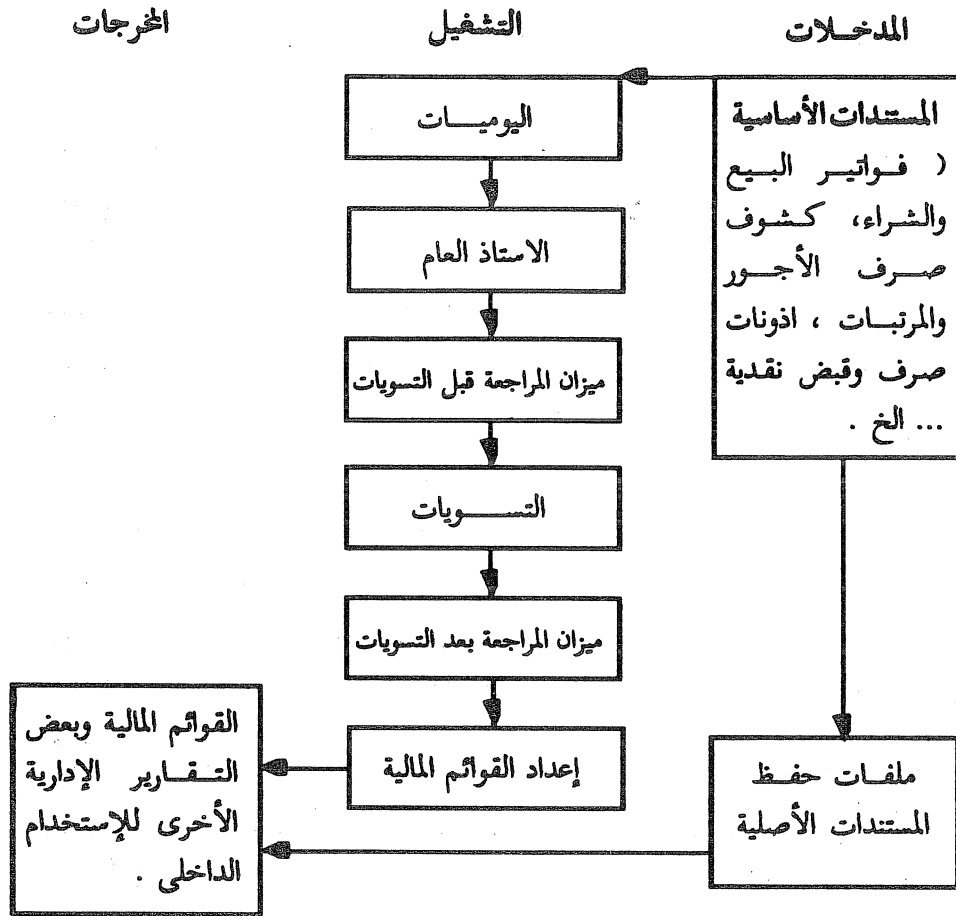 المدخلات
التشغيل
المخرجات
المستندات الأساسية
( فواتير البيع
والشراء، كشوف
صرف الأجور
والمرتبات ، اذونات
صرف وقبض نقدية
... الخ .
اليوميات
الاستاذ العام
ميزان المراجعة قبل التسويات
التسويات
ميزان المراجعة بعد التسويات
إعداد القوائم المالية
ملفات حفظ
المستندات الأصلية
القوائم المالية وبعض
التقارير الإدارية
الأخرى للإستخدام
الداخلى .